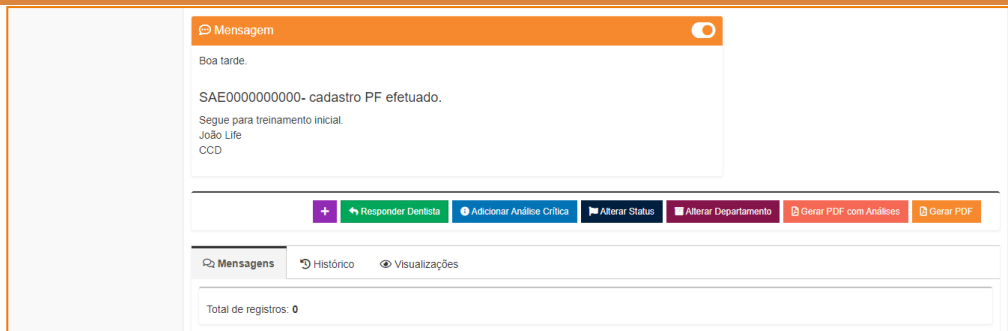 Mensagem
Boa tarde.
SAE0000000000- cadastro PF efetuado.
Segue para treinamento inicial.
João Life
CCD
+ Responder Dentista Adicionar Análise Crítica Alterar Status Alterar Departamento Gerar PDF com Análises Gerar PDF
Mensagens Histórico Visualizações
Total de registros: 0